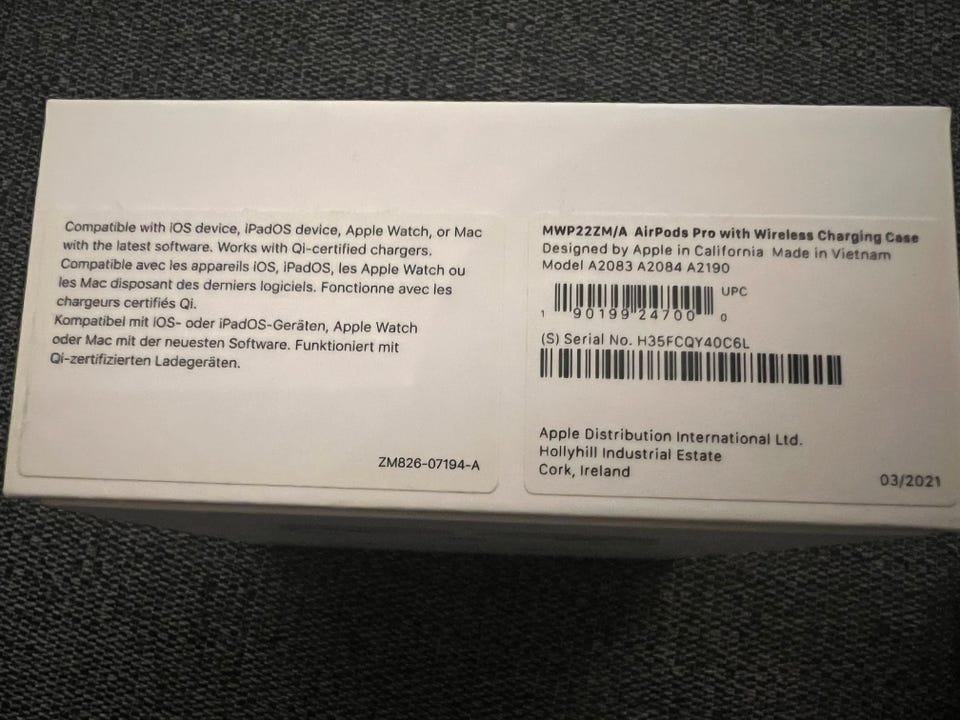 Compatible with iOS device, iPadOS device, Apple Watch, or Mac
with the latest software. Works with Qi-certified chargers.
Compatible avec les appareils iOS, iPadOS, les Apple Watch ou
les Mac disposant des derniers logiciels. Fonctionne avec les
chargeurs certifiés Qi.
Kompatibel mit iOS- oder iPadOS-Geräten, Apple Watch
oder Mac mit der neuesten Software. Funktioniert mit
Qi-zertifizierten Ladegeräten.
ZM826-07194-A
MWP22ZM/A AirPods Pro with Wireless Charging Case
Designed by Apple in California Made in Vietnam
Model A2083 A2084 A2190
UPC
1 90199 24700 0
(S) Serial No. H35FCQY40C6L
Apple Distribution International Ltd.
Hollyhill Industrial Estate
Cork, Ireland
03/2021